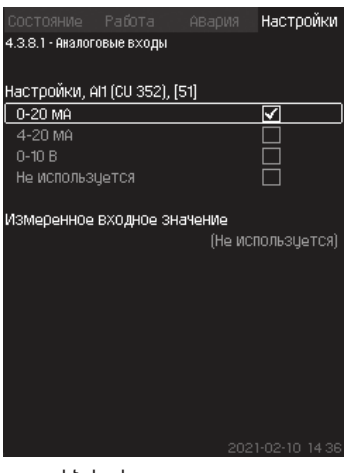 Состояние Работа Авария Настройки
4.3.8.1 - Аналоговые входы
Настройки, AI1 (CU 352), [51]
0-20 мА
4-20 мА
0-10 В
Не используется
Измеренное входное значение
(Не используется)
2021-02-10 14:36